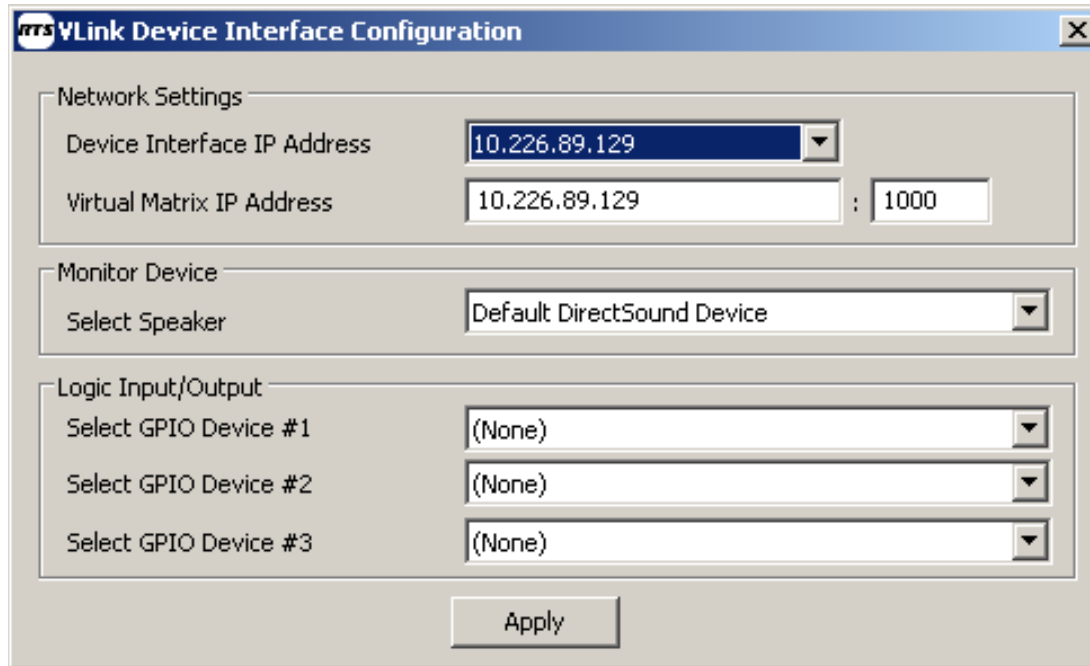 RTS VLink Device Interface Configuration
Network Settings
Device Interface IP Address 10.226.89.129
Virtual Matrix IP Address 10.226.89.129 : 1000
Monitor Device
Select Speaker Default DirectSound Device
Logic Input/Output
Select GPIO Device #1 (None)
Select GPIO Device #2 (None)
Select GPIO Device #3 (None)
Apply